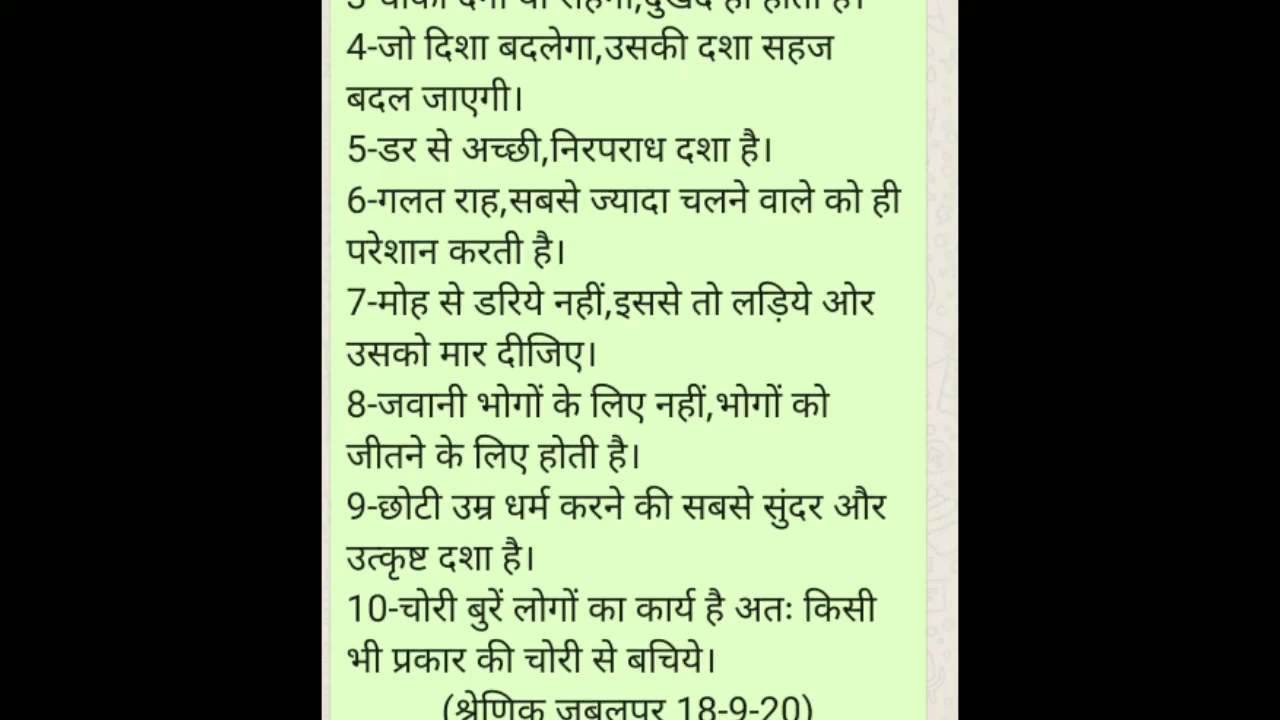 4-जो दिशा बदलेगा,उसकी दशा सहज
बदल जाएगी।
5-डर से अच्छी,निरपराध दशा है।
6-गलत राह,सबसे ज्यादा चलने वाले को ही
परेशान करती है।
7-मोह से डरिये नहीं,इससे तो लड़िये ओर
उसको मार दीजिए।
8-जवानी भोगों के लिए नहीं,भोगों को
जीतने के लिए होती है।
9-छोटी उम्र धर्म करने की सबसे सुंदर और
उत्कृष्ट दशा है।
10-चोरी बुरें लोगों का कार्य है अतः किसी
भी प्रकार की चोरी से बचिये।
(श्रेणिक जबलपुर 18-9-20)